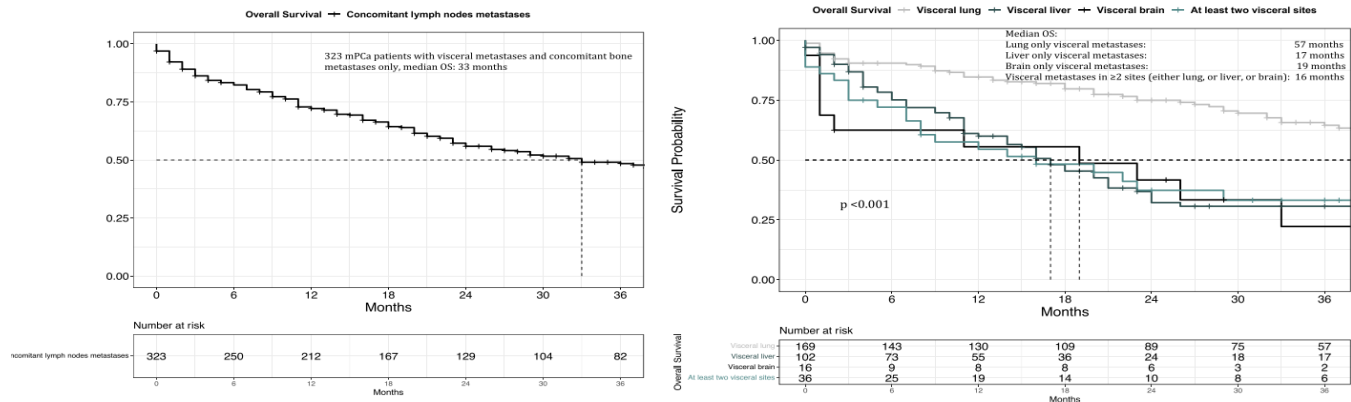 Overall Survival Concomitant lymph nodes metastases
323 mPCa patients with visceral metastases and concomitant bone
metastases only, median OS: 33 months
1.00
0.75
0.50
0.25
0.00
0 6 12 18 24 30 36
Months
Number at risk
ncomitant lymph nodes metastases 323 250 212 167 129 104 82
0 6 12 18 24 30 36
Months
Overall Survival Visceral lung Visceral liver Visceral brain At least two visceral sites
Median OS:
Lung only visceral metastases: 57 months
Liver only visceral metastases: 17 months
Brain only visceral metastases: 19 months
Visceral metastases in ≥2 sites (either lung, or liver, or brain): 16 months
Survival Probability
1.00
0.75
0.50
0.25
0.00
p <0.001
0 6 12 18 24 30 36
Months
Number at risk
Overall Survival
Visceral lung 169 143 130 109 89 75 57
Visceral liver 102 73 55 36 24 18 17
Visceral brain 16 9 8 8 6 3 2
At least two visceral sites 36 25 19 14 10 8 6
0 6 12 18 24 30 36
Months